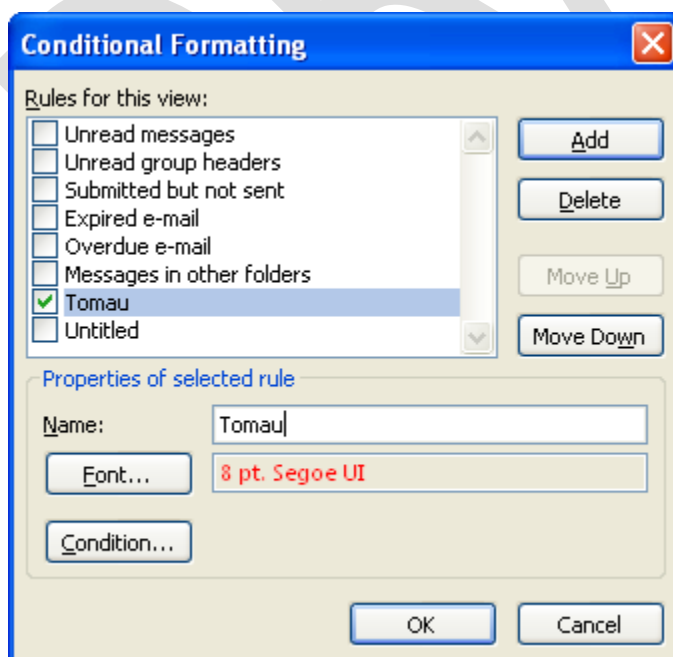 Conditional Formatting
Rules for this view:
Unread messages
Unread group headers
Submitted but not sent
Expired e-mail
Overdue e-mail
Messages in other folders
Tomau
Untitled
Add
Delete
Move Up
Move Down
Properties of selected rule
Name:
Tomau
Font...
8 pt. Segoe UI
Condition...
OK
Cancel